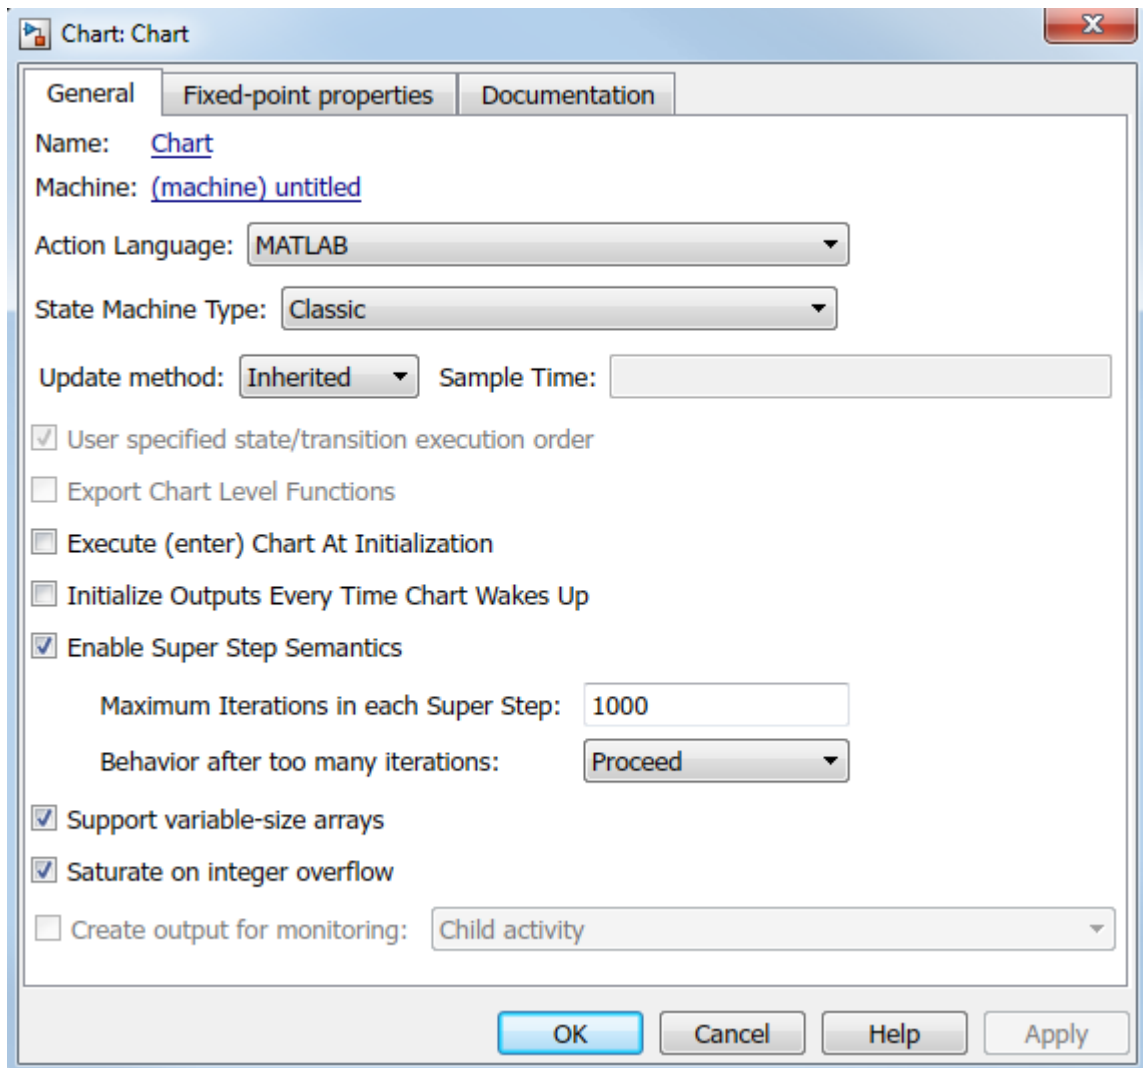 Chart: Chart
General Fixed-point properties Documentation
Name: Chart
Machine: (machine) untitled
Action Language: MATLAB
State Machine Type: Classic
Update method: Inherited Sample Time:
User specified state/transition execution order
Export Chart Level Functions
Execute (enter) Chart At Initialization
Initialize Outputs Every Time Chart Wakes Up
Enable Super Step Semantics
Maximum Iterations in each Super Step: 1000
Behavior after too many iterations: Proceed
Support variable-size arrays
Saturate on integer overflow
Create output for monitoring: Child activity
OK Cancel Help Apply